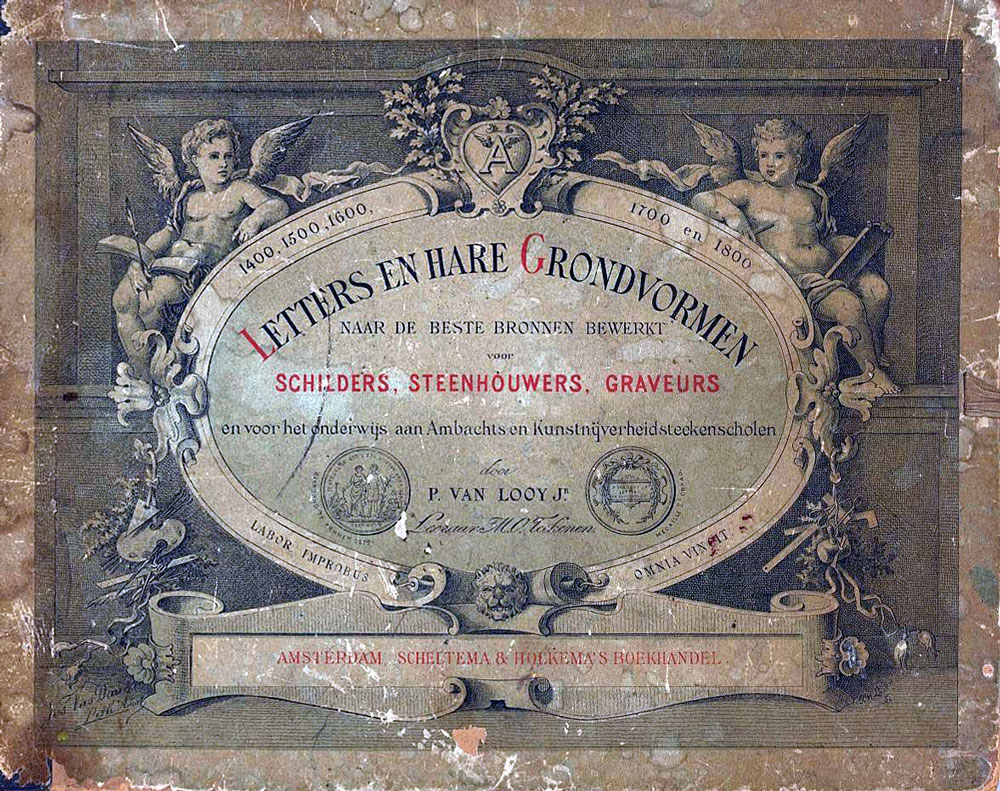 A
1400, 1500, 1600,
1700 en 1800
LETTERS EN HARE GRONDVORMEN
NAAR DE BESTE BRONNEN BEWERKT
voor
SCHILDERS, STEENHOUWERS, GRAVEURS
en voor het onderwijs aan Ambachts en Kunstnijverheidsteekenscholen
door
P. VAN LOOY JR
Leeraar M.O. Teekenen.
LABOR IMPROBUS
OMNIA VINCIT
AMSTERDAM, SCHELTEMA & HOLKEMA'S BOEKHANDEL